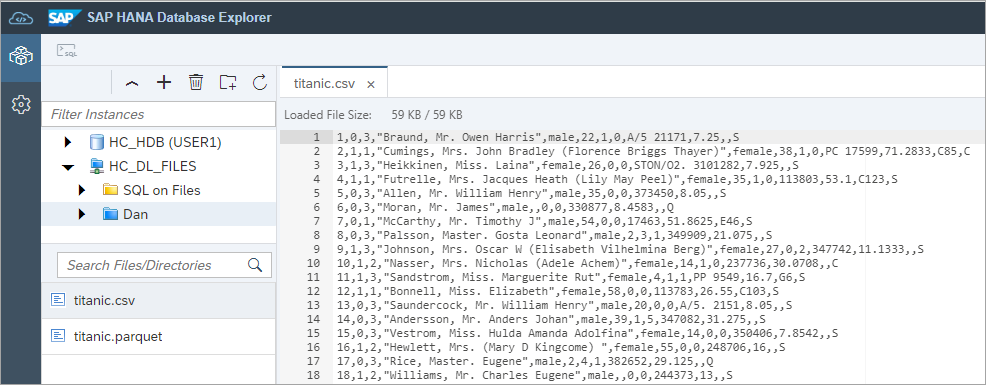 SAP SAP HANA Database Explorer
SQL
Filter Instances
HC_HDB (USER1)
HC_DL_FILES
SQL on Files
Dan
Search Files/Directories
titanic.csv
titanic.parquet
titanic.csv ×
Loaded File Size: 59 KB / 59 KB
1 1,0,3,"Braund, Mr. Owen Harris",male,22,1,0,A/5 21171,7.25,,S
2 2,1,1,"Cumings, Mrs. John Bradley (Florence Briggs Thayer)",female,38,1,0,PC 17599,71.2833,C85,C
3 3,1,3,"Heikkinen, Miss. Laina",female,26,0,0,STON/O2. 3101282,7.925,,S
4 4,1,1,"Futrelle, Mrs. Jacques Heath (Lily May Peel)",female,35,1,0,113803,53.1,C123,S
5 5,0,3,"Allen, Mr. William Henry",male,35,0,0,373450,8.05,,S
6 6,0,3,"Moran, Mr. James",male,,0,0,330877,8.4583,,Q
7 7,0,1,"McCarthy, Mr. Timothy J",male,54,0,0,17463,51.8625,E46,S
8 8,0,3,"Palsson, Master. Gosta Leonard",male,2,3,1,349909,21.075,,S
9 9,1,3,"Johnson, Mrs. Oscar W (Elisabeth Vilhelmina Berg)",female,27,0,2,347742,11.1333,,S
10 10,1,2,"Nasser, Mrs. Nicholas (Adele Achem)",female,14,1,0,237736,30.0708,,C
11 11,1,3,"Sandstrom, Miss. Marguerite Rut",female,4,1,1,PP 9549,16.7,G6,S
12 12,1,1,"Bonnell, Miss. Elizabeth",female,58,0,0,113783,26.55,C103,S
13 13,0,3,"Saundercock, Mr. William Henry",male,20,0,0,A/5. 2151,8.05,,S
14 14,0,3,"Andersson, Mr. Anders Johan",male,39,1,5,347082,31.275,,S
15 15,0,3,"Vestrom, Miss. Hulda Amanda Adolfina",female,14,0,0,350406,7.8542,,S
16 16,1,2,"Hewlett, Mrs. (Mary D Kingcome) ",female,55,0,0,248706,16,,S
17 17,0,3,"Rice, Master. Eugene",male,2,4,1,382652,29.125,,Q
18 18,1,2,"Williams, Mr. Charles Eugene",male,,0,0,244373,13,,S